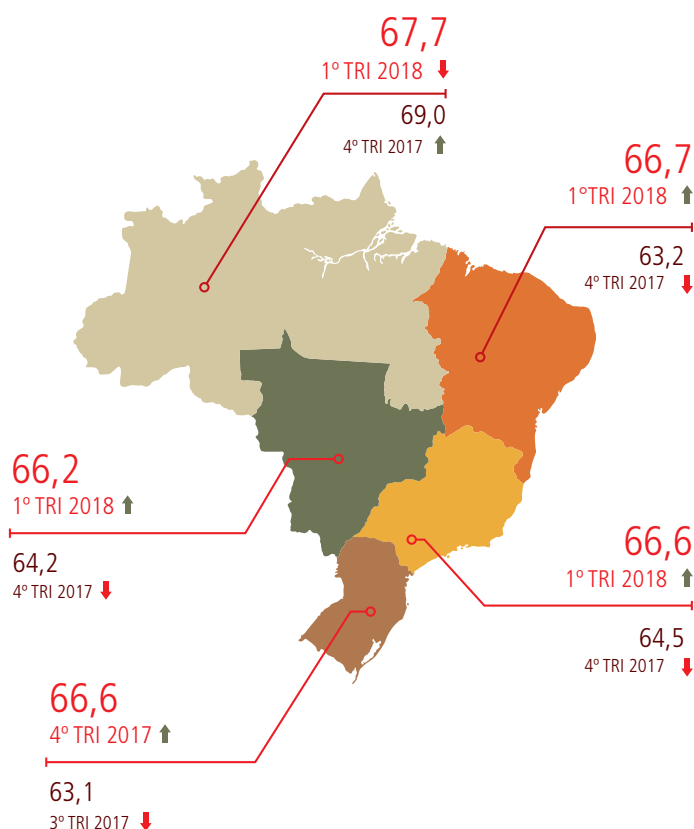 67,7
1º TRI 2018
69,0
4º TRI 2017
66,7
1ºTRI 2018
63,2
4º TRI 2017
66,2
1º TRI 2018
64,2
4º TRI 2017
66,6
1º TRI 2018
64,5
4º TRI 2017
66,6
4º TRI 2017
63,1
3º TRI 2017